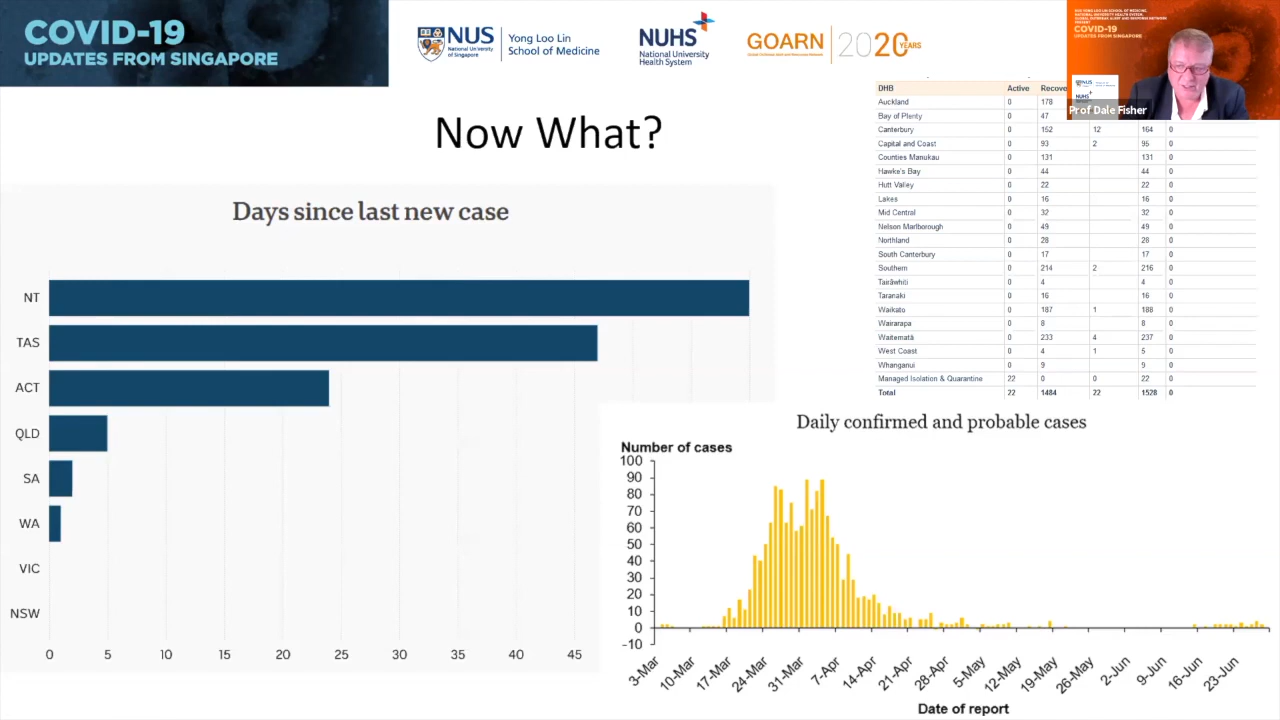 COVID-19
UPDATES FROM SINGAPORE
NUS
National University
of Singapore
Yong Loo Lin
School of Medicine
NUHS
National University
Health System
GOARN
2020 YEARS
COVID-19
UPDATES FROM SINGAPORE
NUS
NUHS
Prof Dale Fisher
Now What?
Days since last new case
NT
TAS
ACT
QLD
SA
WA
VIC
NSW
0 5 10 15 20 25 30 35 40 45
DHB Active Recove
Auckland 0 178
Bay of Plenty 0 47
Canterbury 0 152 12 164 0
Capital and Coast 0 93 2 95 0
Counties Manukau 0 131 131 0
Hawke's Bay 0 44 44 0
Hutt Valley 0 22 22 0
Lakes 0 16 16 0
Mid Central 0 32 32 0
Nelson Marlborough 0 49 49 0
Northland 0 28 28 0
South Canterbury 0 17 17 0
Southern 0 214 2 216 0
Tairāwhiti 0 4 4 0
Taranaki 0 16 16 0
Waikato 0 187 1 188 0
Wairarapa 0 8 8 0
Waitematā 0 233 4 237 0
West Coast 0 4 1 5 0
Whanganui 0 9 9 0
Managed Isolation & Quarantine 22 0 0 22 0
Total 22 1484 22 1528 0
Daily confirmed and probable cases
Number of cases
100
90
80
70
60
50
40
30
20
10
0
-10
3-Mar 10-Mar 17-Mar 24-Mar 31-Mar 7-Apr 14-Apr 21-Apr 28-Apr 5-May 12-May 19-May 26-May 2-Jun 9-Jun 16-Jun 23-Jun
Date of report